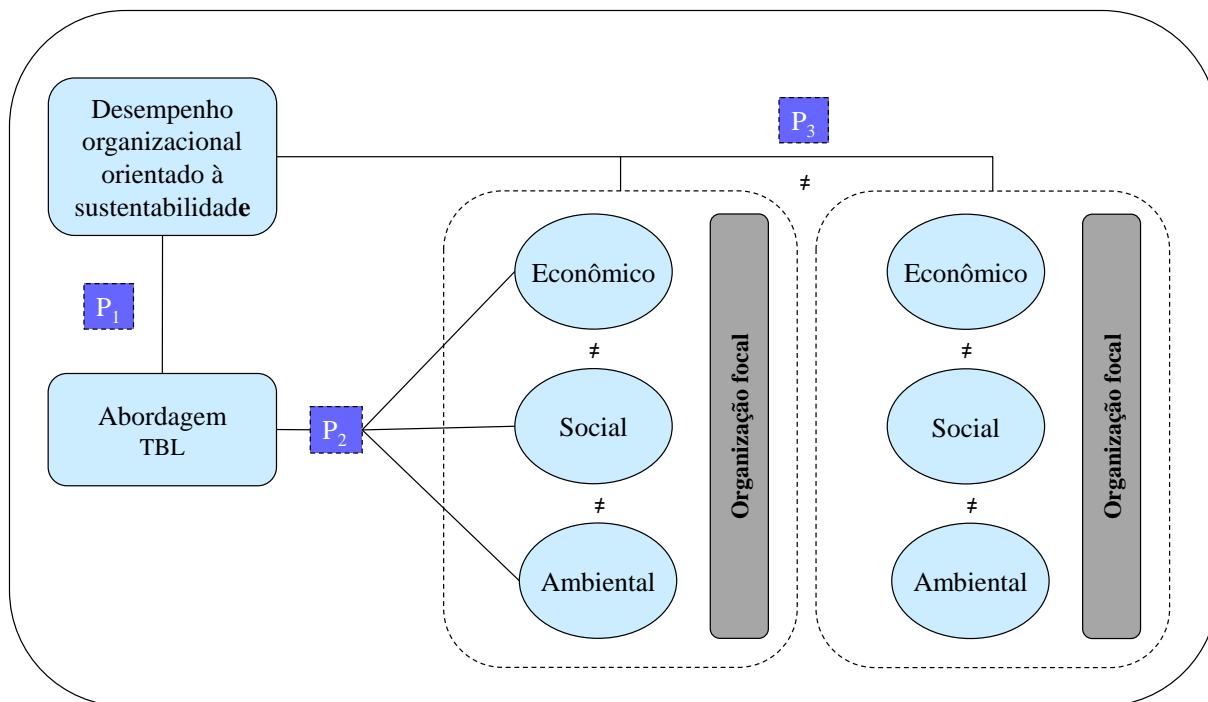 Desempenho
organizacional
orientado à
sustentabilidade
P3
≠
P1
Abordagem
TBL
P2
Econômico
≠
Social
≠
Ambiental
Organização focal
Econômico
≠
Social
≠
Ambiental
Organização focal